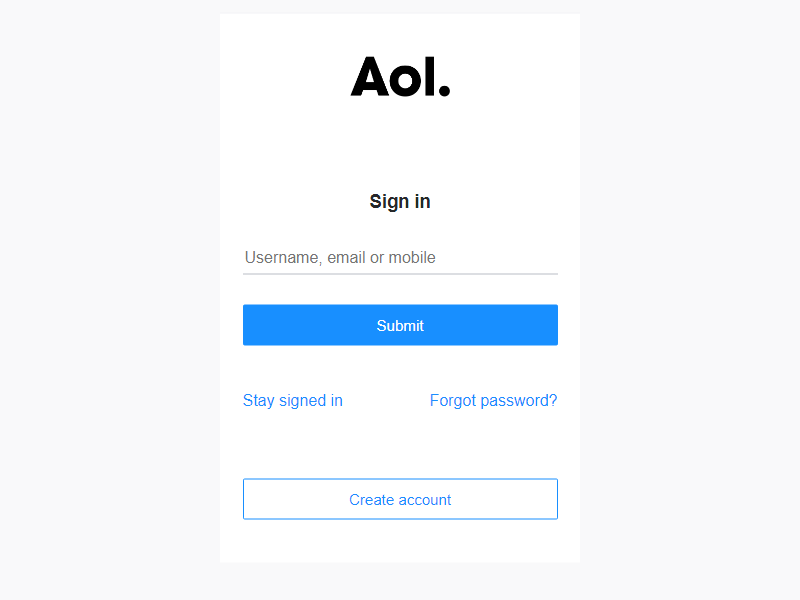 Aol.
Sign in
Username, email or mobile
Submit
Stay signed in Forgot password?
Create account